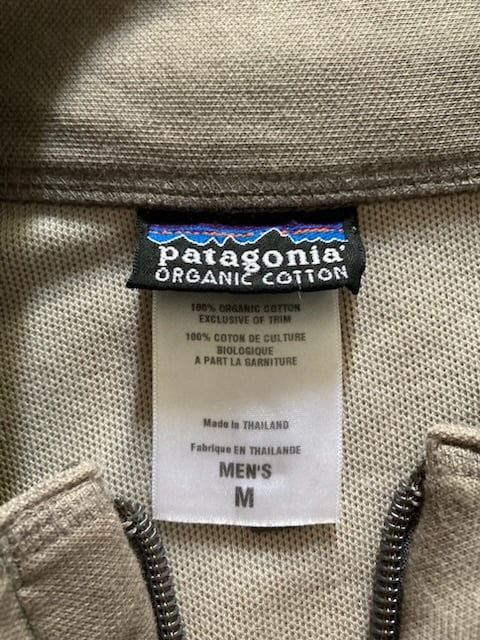 patagonia®
ORGANIC COTTON
100% ORGANIC COTTON
EXCLUSIVE OF TRIM
100% COTON DE CULTURE
BIOLOGIQUE
A PART LA GARNITURE
Made in THAILAND
Fabrique EN THAILANDE
MEN'S
M